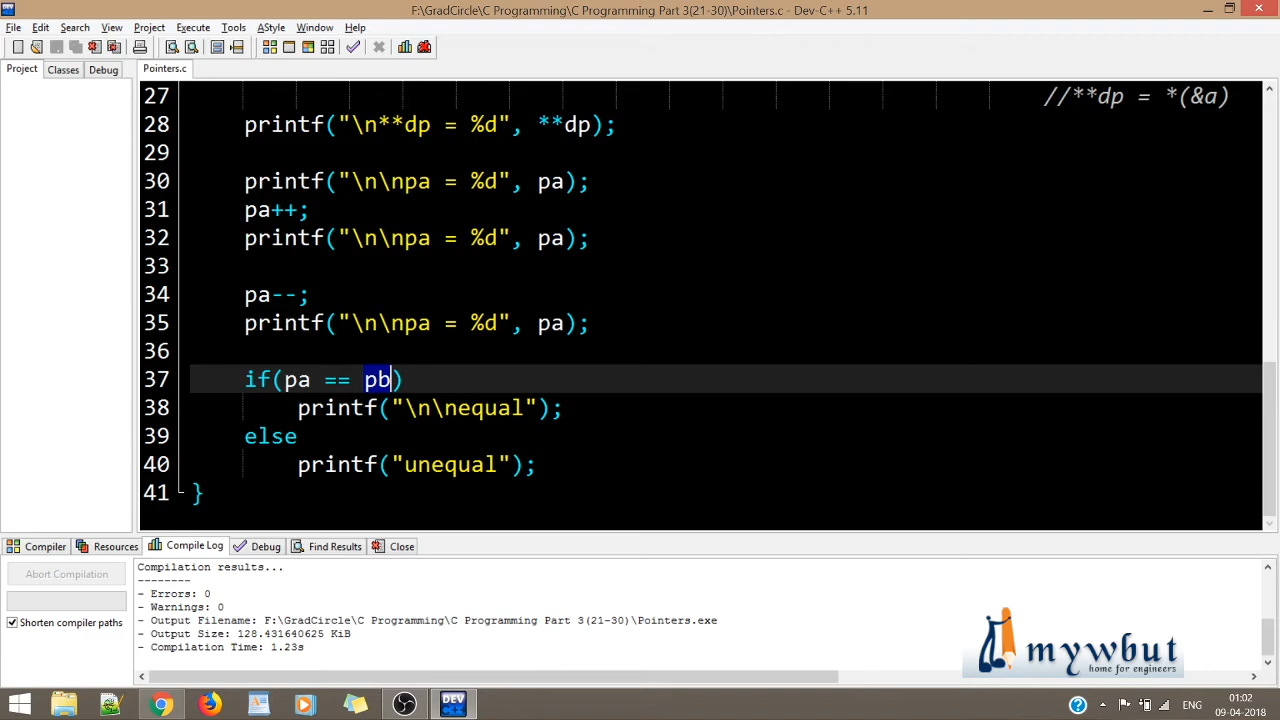 F:\GradCircle\C Programming\C Programming Part 3(21-30)\Pointers.c - Dev-C++ 5.11
File Edit Search View Project Execute Tools AStyle Window Help
Project Classes Debug Pointers.c
27 //**dp = *(&a)
28 printf("\n**dp = %d", **dp);
29
30 printf("\n\npa = %d", pa);
31 pa++;
32 printf("\n\npa = %d", pa);
33
34 pa--;
35 printf("\n\npa = %d", pa);
36
37 if(pa == pb)
38 printf("\n\nequal");
39 else
40 printf("unequal");
41 }
Compiler Resources Compile Log Debug Find Results Close
Abort Compilation
Shorten compiler paths
Compilation results...
--------
- Errors: 0
- Warnings: 0
- Output Filename: F:\GradCircle\C Programming\C Programming Part 3(21-30)\Pointers.exe
- Output Size: 128.431640625 KiB
- Compilation Time: 1.23s
mywbut
home for engineers
DEV
ENG
01:02
09-04-2018